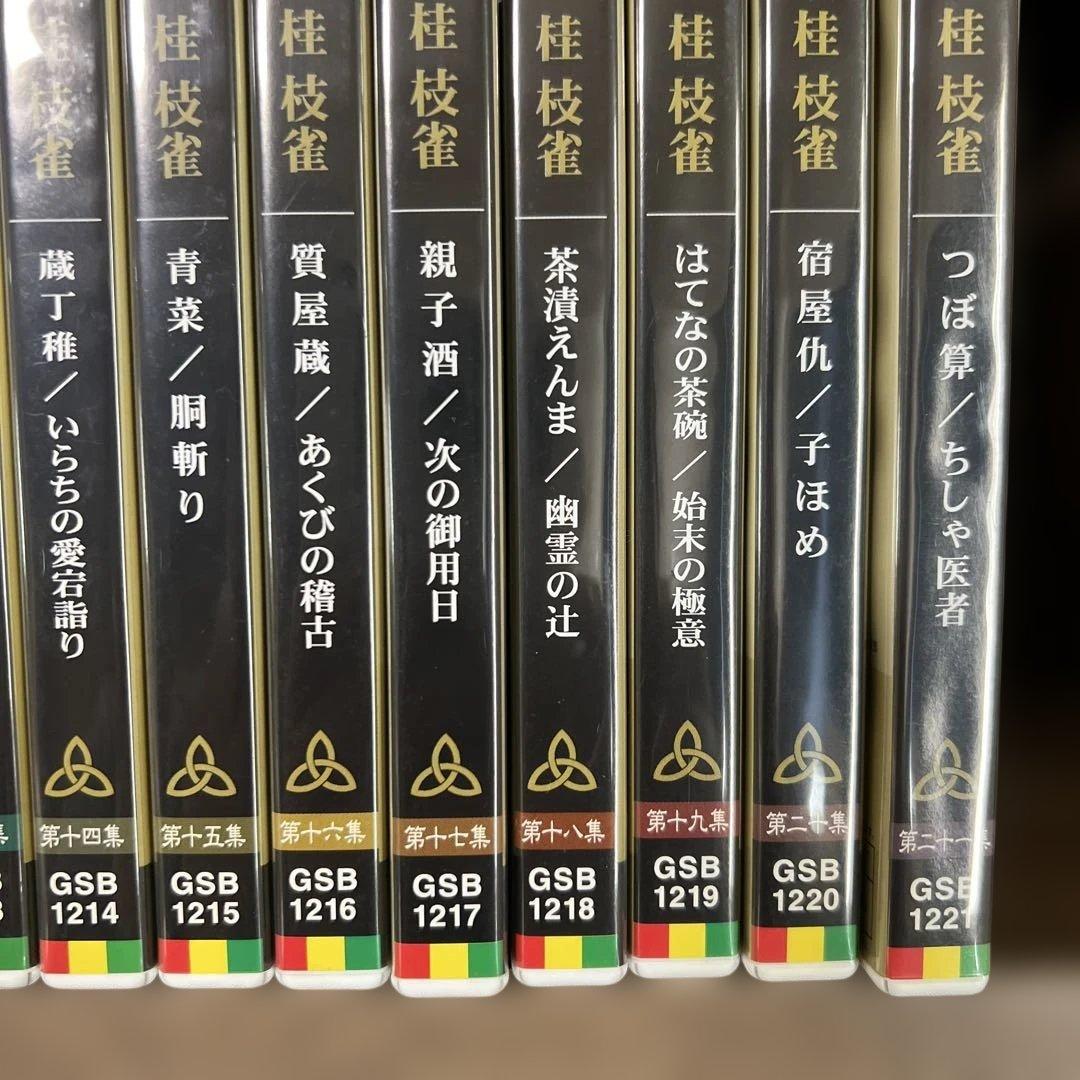 桂枝雀
蔵丁稚／いらちの愛宕詣り
第十四集
GSB
1214
桂枝雀
青菜／胴斬り
第十五集
GSB
1215
桂枝雀
質屋蔵／あくびの稽古
第十六集
GSB
1216
桂枝雀
親子酒／次の御用日
第十七集
GSB
1217
桂枝雀
茶漬えんま／幽霊の辻
第十八集
GSB
1218
桂枝雀
はてなの茶碗／始末の極意
第十九集
GSB
1219
桂枝雀
宿屋仇／子ほめ
第二十集
GSB
1220
桂枝雀
つぼ算／ちしゃ医者
第二十一集
GSB
1221